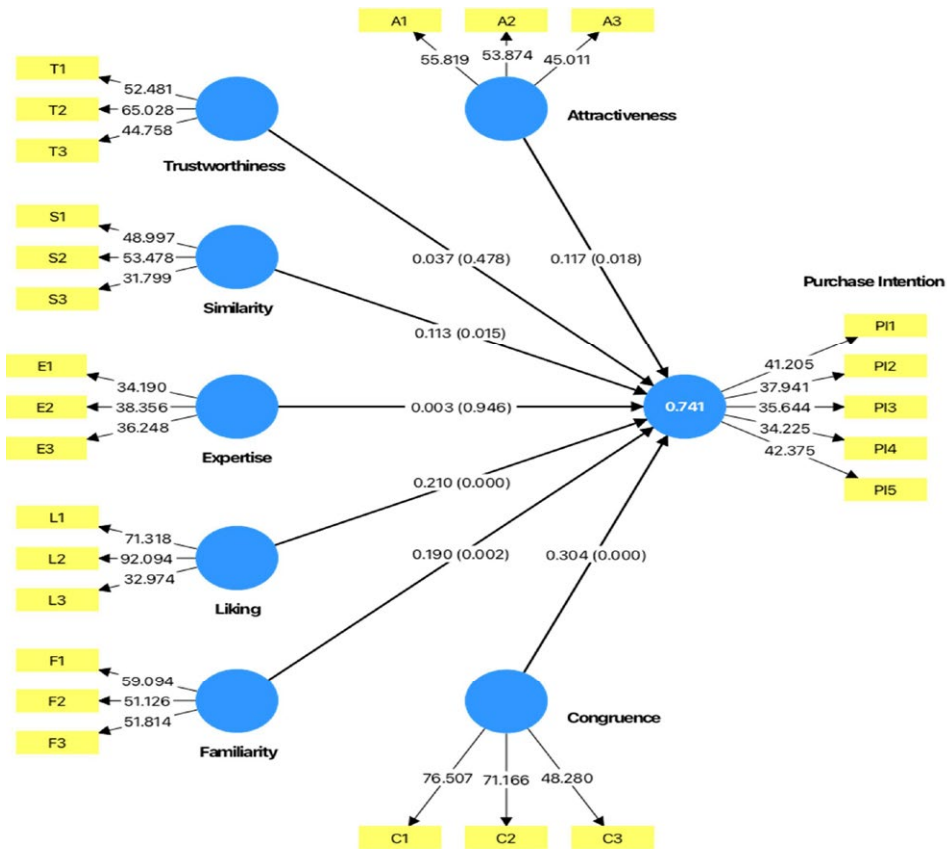 A1 A2 A3
55.819 53.874 45.011
Attractiveness
T1
T2
T3
52.481
65.028
44.758
Trustworthiness
S1
S2
S3
48.997
53.478
31.799
Similarity
E1
E2
E3
34.190
38.356
36.248
Expertise
L1
L2
L3
71.318
92.094
32.974
Liking
F1
F2
F3
59.094
51.126
51.814
Familiarity
0.037 (0.478)
0.117 (0.018)
0.113 (0.015)
0.003 (0.946)
0.210 (0.000)
0.190 (0.002)
0.304 (0.000)
Purchase Intention
0.741
41.205
37.941
35.644
34.225
42.375
PI1
PI2
PI3
PI4
PI5
Congruence
76.507 71.166 48.280
C1 C2 C3